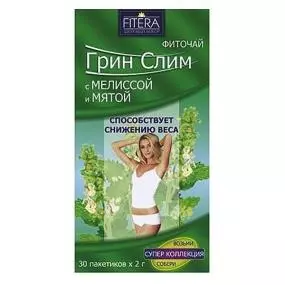 FITERA
ФИТОЧАЙ
Грин Слим
с МЕЛИССОЙ
и МЯТОЙ
СПОСОБСТВУЕТ
СНИЖЕНИЮ ВЕСА
ВОЗЬМИ
СУПЕР КОЛЛЕКЦИЯ
СОБЕРИ
30 пакетиков х 2 г